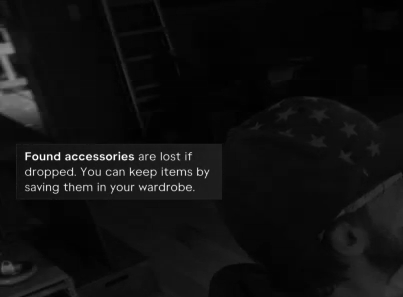 Found accessories are lost if
dropped. You can keep items by
saving them in your wardrobe.